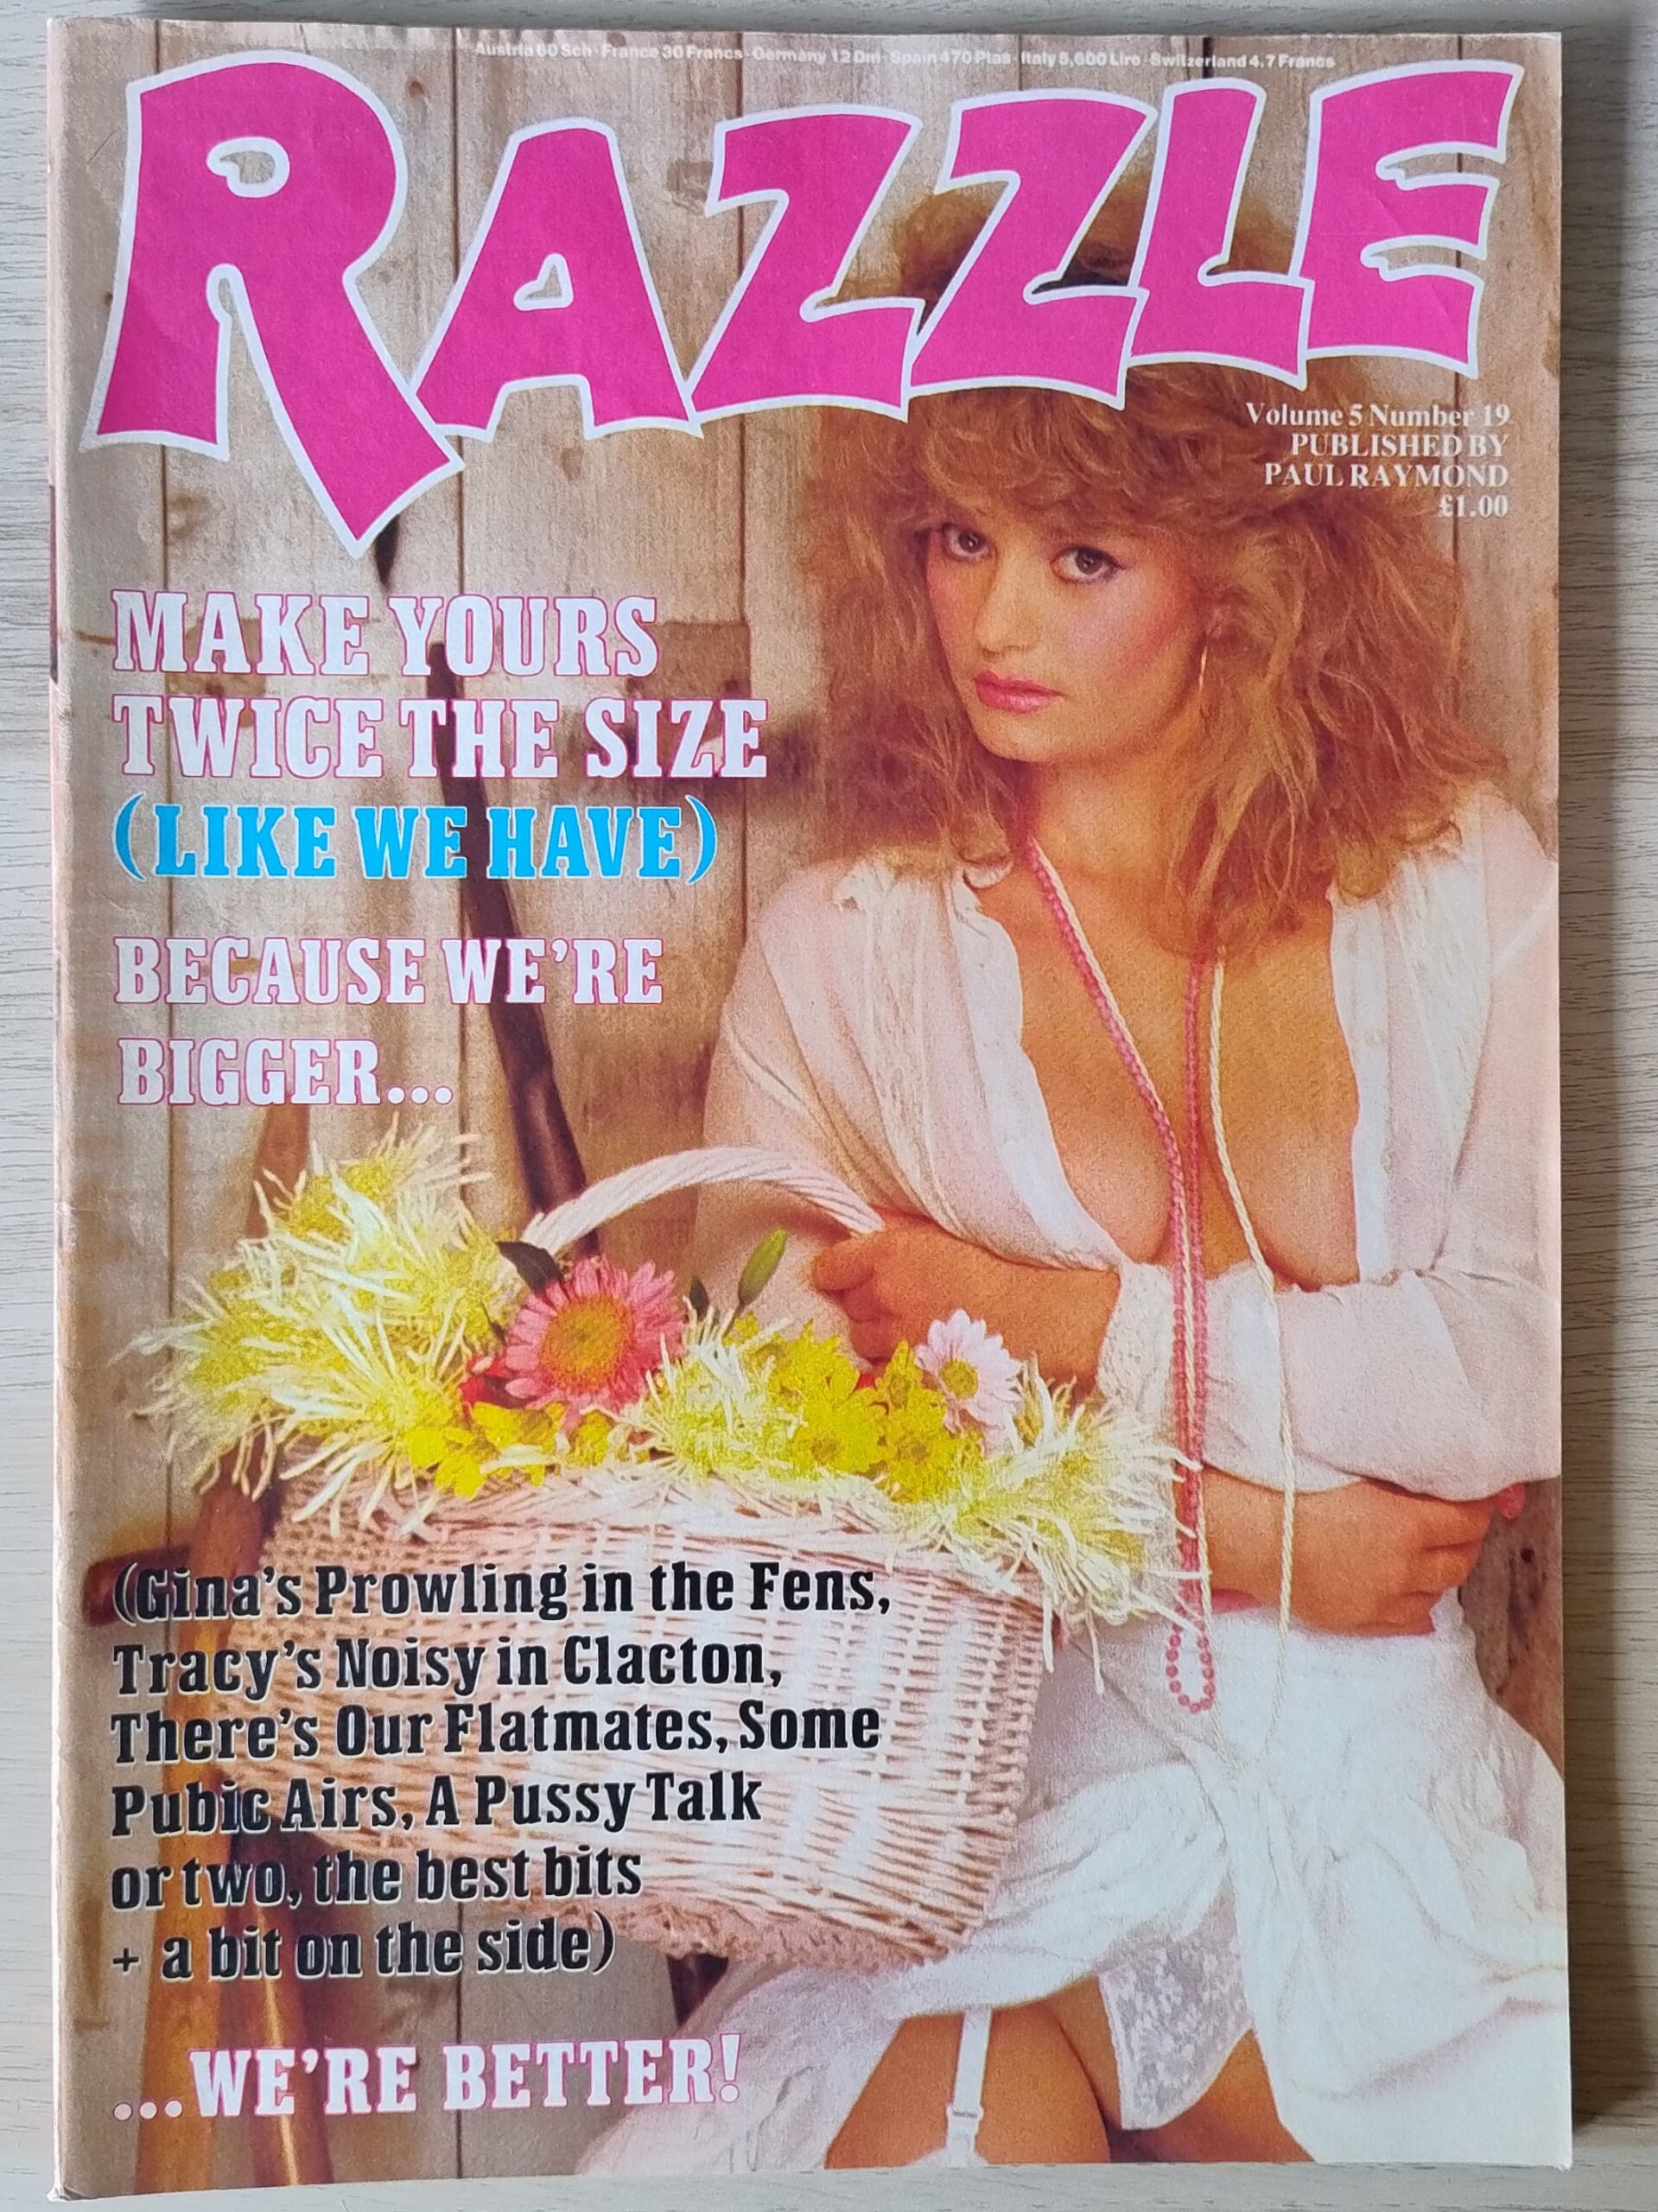 Austria 60 Sch · France 30 Francs · Germany 12 Dm · Spain 470 Ptas · Italy 5,600 Lire · Switzerland 4.7 Francs
RAZZLE
Volume 5 Number 19
PUBLISHED BY
PAUL RAYMOND
£1.00
MAKE YOURS
TWICE THE SIZE
(LIKE WE HAVE)
BECAUSE WE'RE
BIGGER...
(Gina's Prowling in the Fens,
Tracy's Noisy in Clacton,
There's Our Flatmates, Some
Pubic Airs, A Pussy Talk
or two, the best bits
+ a bit on the side)
...WE'RE BETTER!